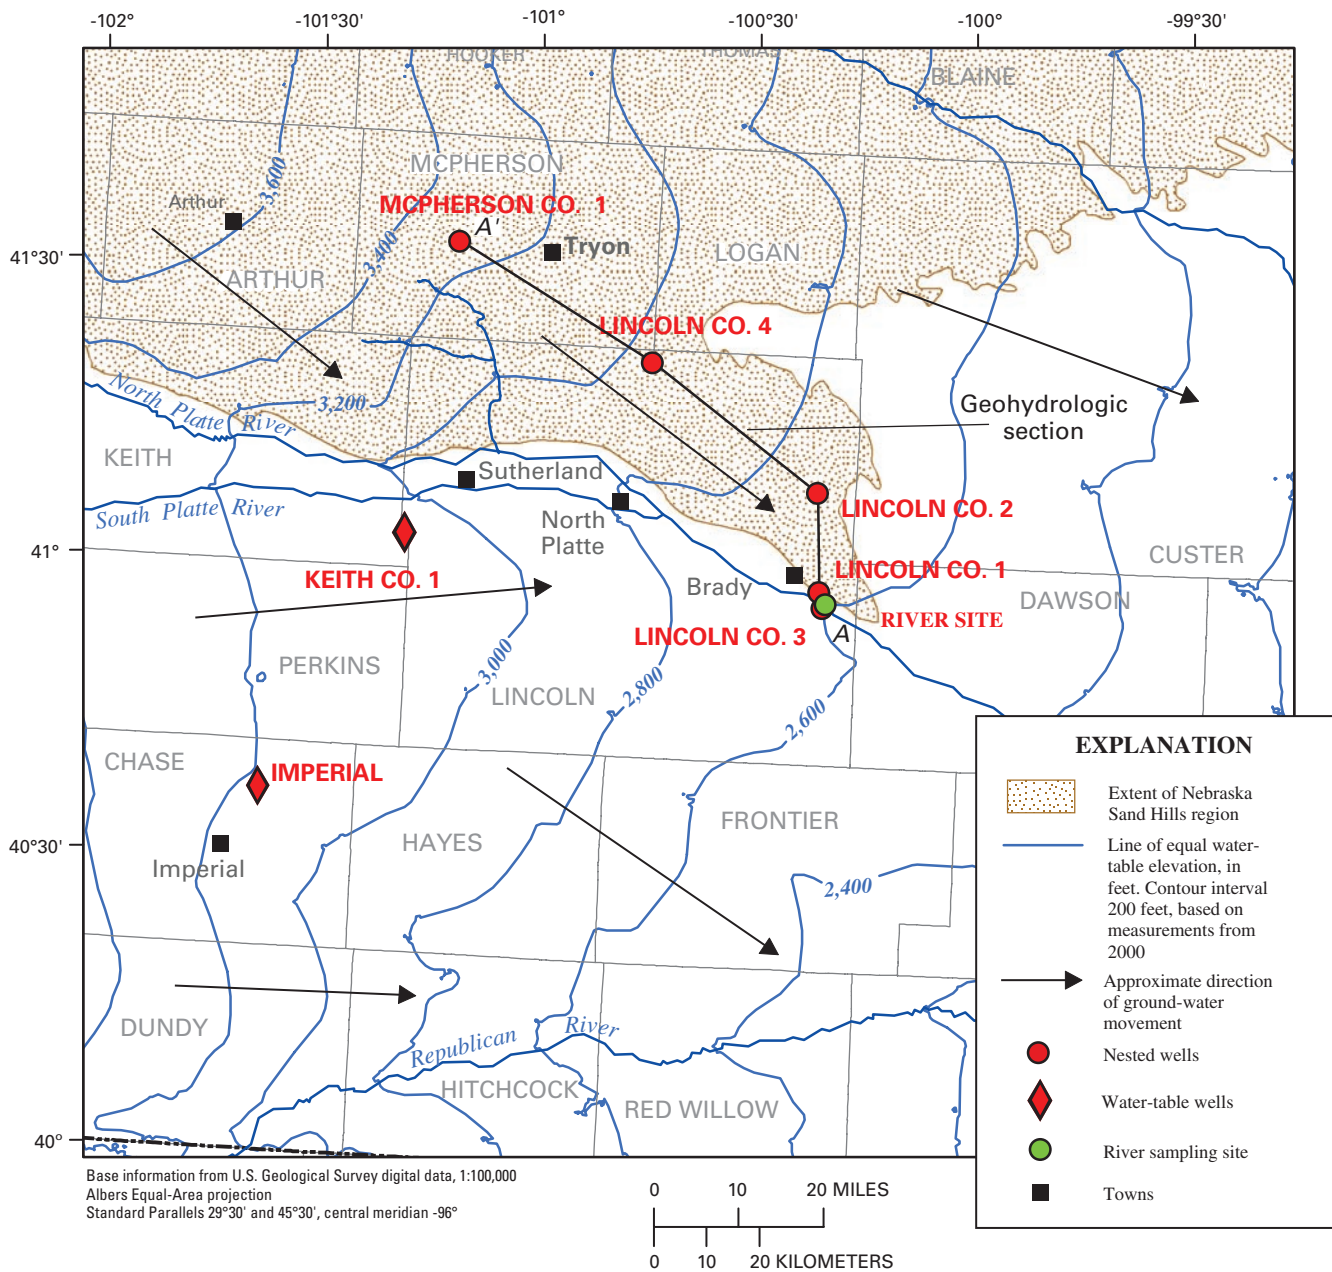 -102°
-101°30'
-101°
-100°30'
-100°
-99°30'
HOOKER
THOMAS
BLAINE
MCPHERSON
3,600
Arthur
MCPHERSON CO. 1
A'
Tryon
LOGAN
3,400
41°30'
ARTHUR
LINCOLN CO. 4
North Platte River
3,200
Geohydrologic
section
KEITH
Sutherland
South Platte River
North
Platte
LINCOLN CO. 2
41°
CUSTER
KEITH CO. 1
Brady
LINCOLN CO. 1
DAWSON
RIVER SITE
LINCOLN CO. 3
A
PERKINS
3,000
LINCOLN
2,800
2,600
CHASE
IMPERIAL
FRONTIER
HAYES
40°30'
Imperial
2,400
DUNDY
Republican River
HITCHCOCK
RED WILLOW
40°
EXPLANATION
Extent of Nebraska
Sand Hills region
Line of equal water-
table elevation, in
feet. Contour interval
200 feet, based on
measurements from
2000
Approximate direction
of ground-water
movement
Nested wells
Water-table wells
River sampling site
Towns
Base information from U.S. Geological Survey digital data, 1:100,000
Albers Equal-Area projection
Standard Parallels 29°30' and 45°30', central meridian -96°
0 10 20 MILES
0 10 20 KILOMETERS